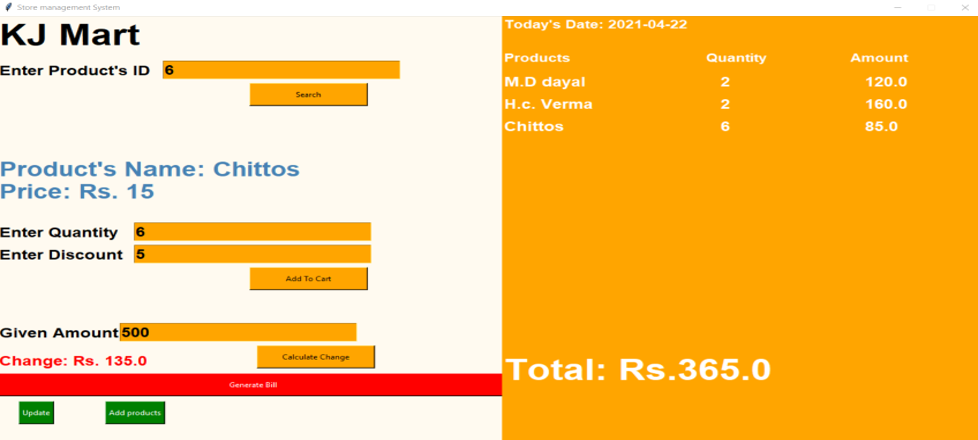 Store management System
KJ Mart
Enter Product's ID 6
Search
Product's Name: Chittos
Price: Rs. 15
Enter Quantity 6
Enter Discount 5
Add To Cart
Given Amount 500
Change: Rs. 135.0 Calculate Change
Generate Bill
Update Add products
Today's Date: 2021-04-22
Products Quantity Amount
M.D dayal 2 120.0
H.c. Verma 2 160.0
Chittos 6 85.0
Total: Rs.365.0